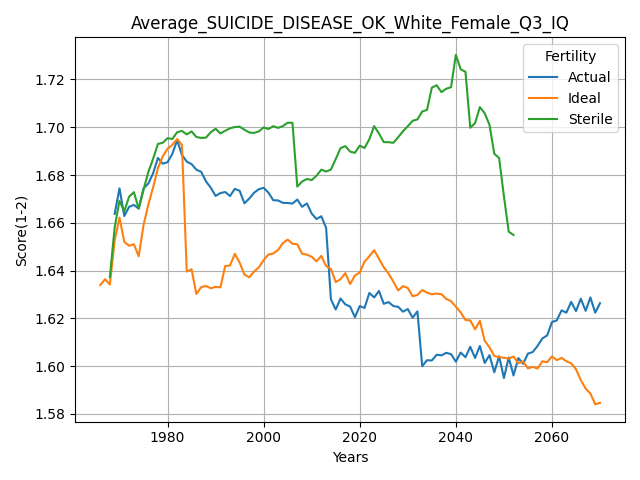 Average_SUICIDE_DISEASE_OK_White_Female_Q3_IQ
Fertility
Actual
Ideal
Sterile
Score(1-2)
1.72
1.70
1.68
1.66
1.64
1.62
1.60
1.58
1980
2000
2020
2040
2060
Years